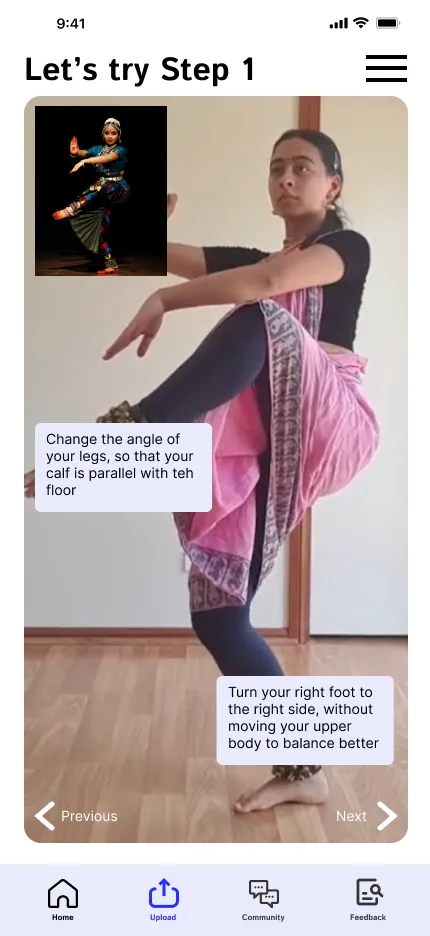 9:41
Let's try Step 1
Change the angle of
your legs, so that your
calf is parallel with teh
floor
Turn your right foot to
the right side, without
moving your upper
body to balance better
Previous
Next
Home
Upload
Community
Feedback